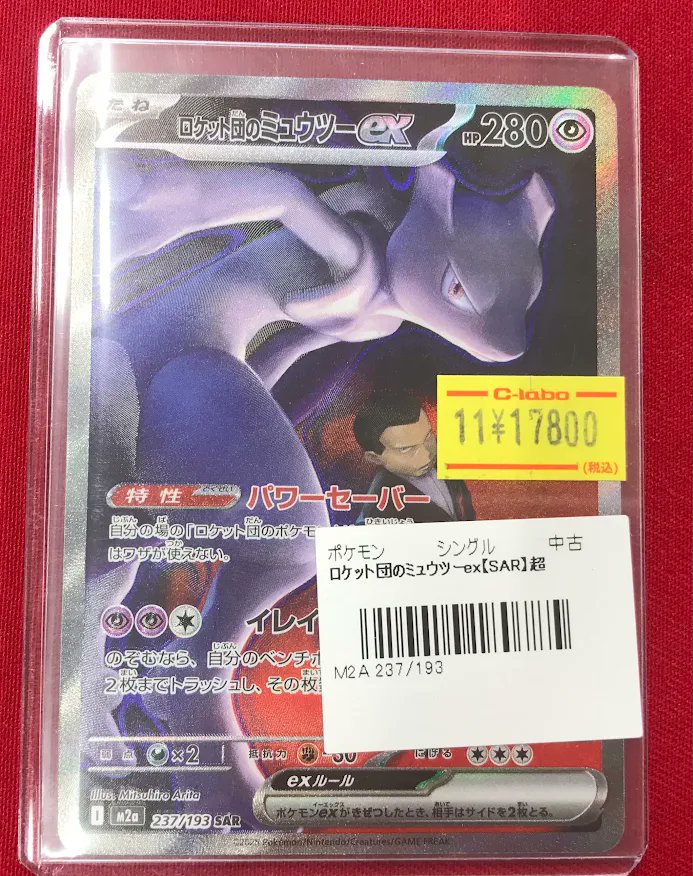 たね
ロケット団のミュウツーex
HP 280
C-labo
11¥17800
(税込)
特性 とくせい パワーセーバー
自分の場の「ロケット団のポケモ
はワザが使えない。
ポケモン シングル 中古
ロケット団のミュウツーex【SAR】超
M2A 237/193
イレイ
のぞむなら、自分のベンチポ
2枚までトラッシュし、その枚
弱点 ×2 抵抗力 -30 にげる
exルール
ポケモンexがきぜつしたとき、相手はサイドを2枚とる。
Illus. Mitsuhiro Arita
I m2a 237/193 SAR
©2025 Pokémon/Nintendo/Creatures/GAME FREAK